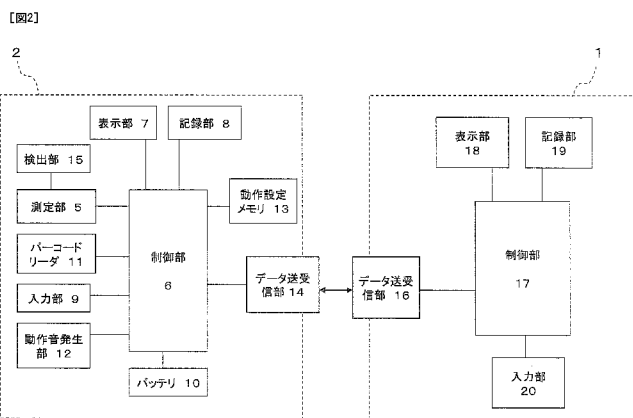 [図2]
2
1
表示部 7
記録部 8
検出部 15
測定部 5
動作設定
メモリ 13
バーコード
リーダ 11
制御部
6
入力部 9
データ送受
信部 14
動作音発生
部 12
バッテリ 10
表示部
18
記録部
19
データ送受
信部 16
制御部
17
入力部
20